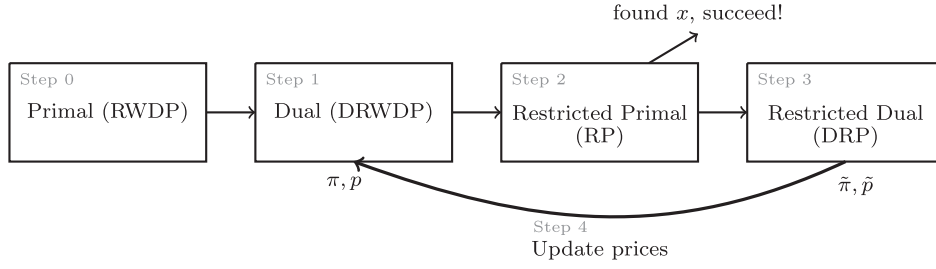 found x, succeed!
Step 0
Primal (RWDP)
Step 1
Dual (DRWDP)
Step 2
Restricted Primal
(RP)
Step 3
Restricted Dual
(DRP)
π, p
π̃, p̃
Step 4
Update prices